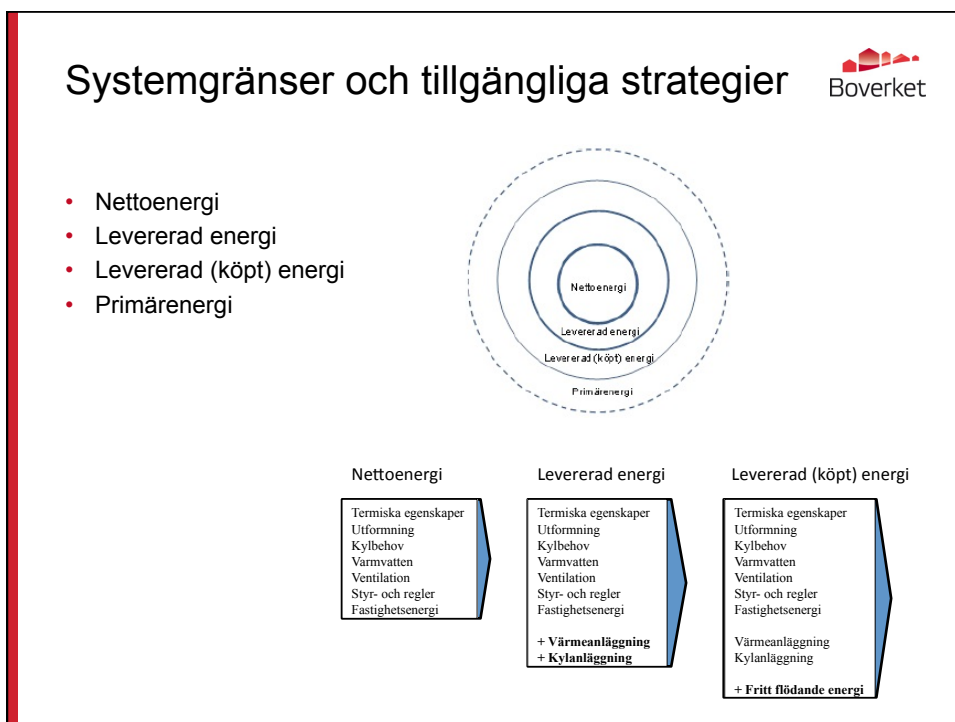 Systemgränser och tillgängliga strategier
Boverket
• Nettoenergi
• Levererad energi
• Levererad (köpt) energi
• Primärenergi
Nettoenergi
Levererad energi
Levererad (köpt) energi
Primärenergi
Nettoenergi
Termiska egenskaper
Utformning
Kylbehov
Varmvatten
Ventilation
Styr- och regler
Fastighetsenergi
Levererad energi
Termiska egenskaper
Utformning
Kylbehov
Varmvatten
Ventilation
Styr- och regler
Fastighetsenergi
+ Värmeanläggning
+ Kylanläggning
Levererad (köpt) energi
Termiska egenskaper
Utformning
Kylbehov
Varmvatten
Ventilation
Styr- och regler
Fastighetsenergi
Värmeanläggning
Kylanläggning
+ Fritt flödande energi